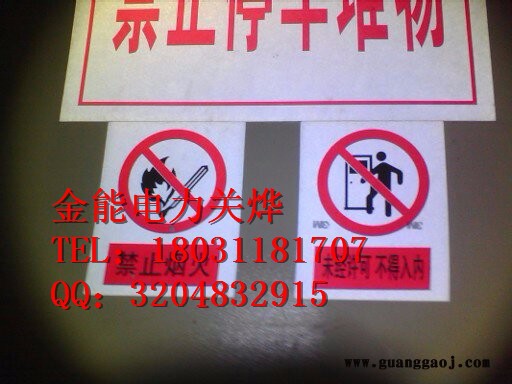 禁止停车堆物
金能电力关烨
TEL：18031181707
禁止烟火
未经许可 不得入内
QQ：3204832915
www.guanggaoj.com